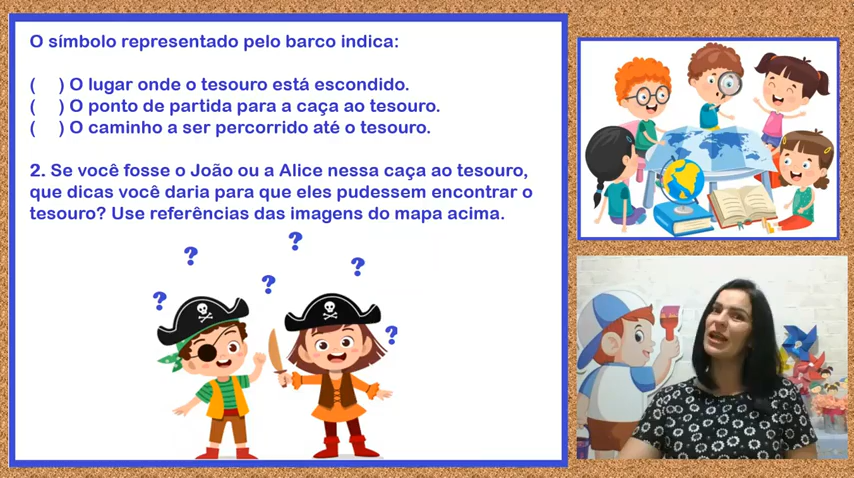 O símbolo representado pelo barco indica:
(    ) O lugar onde o tesouro está escondido.
(    ) O ponto de partida para a caça ao tesouro.
(    ) O caminho a ser percorrido até o tesouro.
2. Se você fosse o João ou a Alice nessa caça ao tesouro,
que dicas você daria para que eles pudessem encontrar o
tesouro? Use referências das imagens do mapa acima.
? ? ? ? ? ?